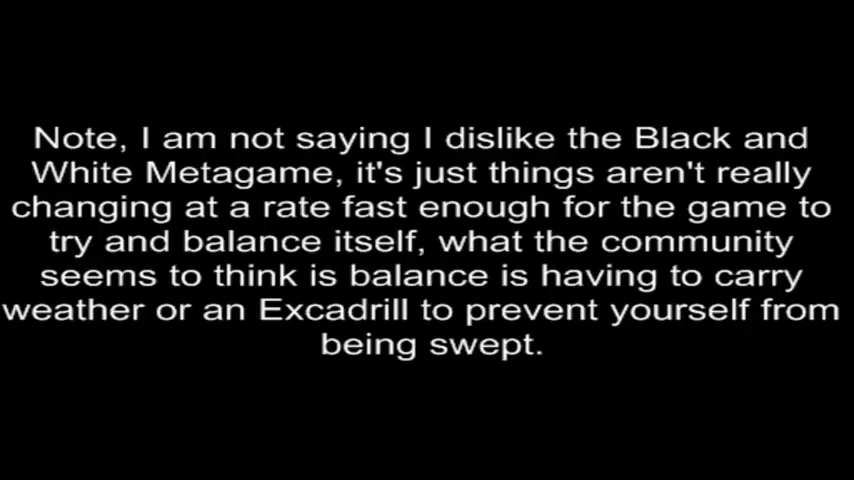 Note, I am not saying I dislike the Black and
White Metagame, it's just things aren't really
changing at a rate fast enough for the game to
try and balance itself, what the community
seems to think is balance is having to carry
weather or an Excadrill to prevent yourself from
being swept.